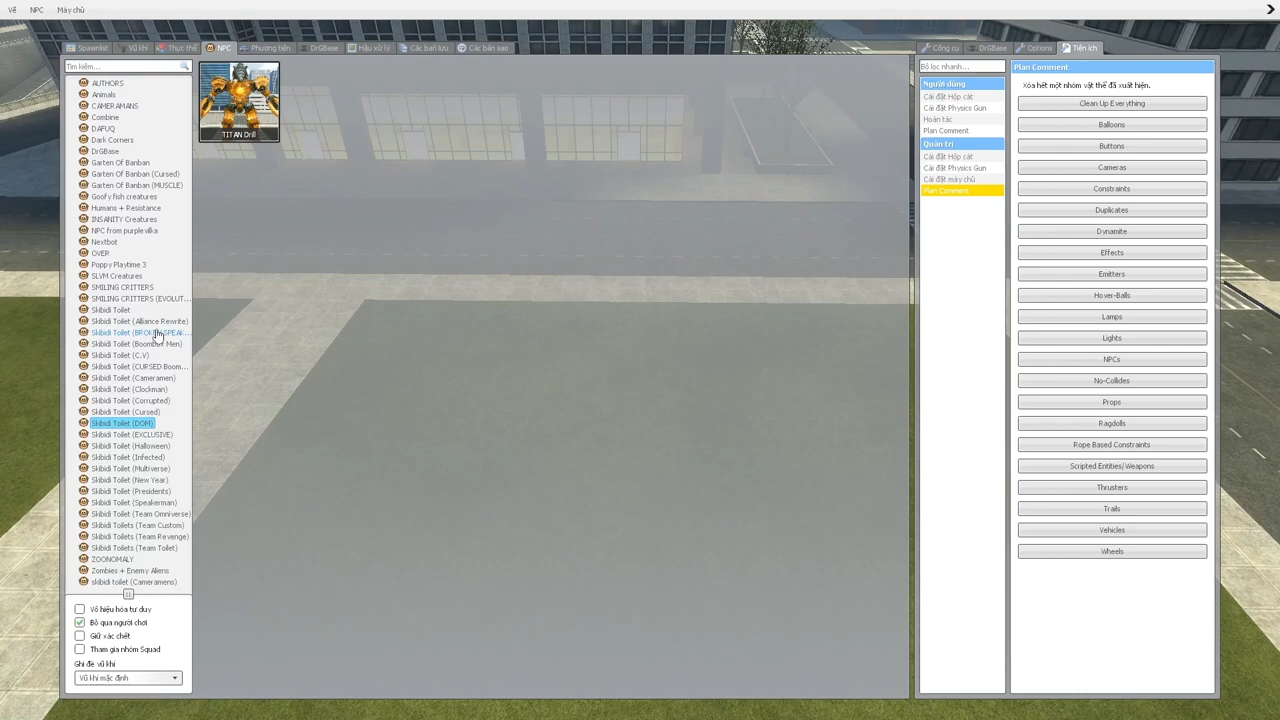 Vẽ NPC Máy chủ
Spawnlist Vũ khí Thực thể NPC Phương tiện DrGBase Hậu xử lý Các bản lưu Các bản sao
Công cụ DrGBase Options Tiện ích
Tìm kiếm...
AUTHORS
Animals
CAMERAMANS
Combine
DAFUQ
Dark Corners
DrGBase
Garten Of Banban
Garten Of Banban (Cursed)
Garten Of Banban (MUSCLE)
Goofy fish creatures
Humans + Resistance
INSANITY Creatures
NPC from purplevilka
Nextbot
OVER
Poppy Playtime 3
SLVM Creatures
SMILING CRITTERS
SMILING CRITTERS (EVOLUT...
Skibidi Toilet
Skibidi Toilet (Alliance Rewrite)
Skibidi Toilet
Skibidi Toilet (Boombox Men)
Skibidi Toilet (C.V)
Skibidi Toilet (CURSED Boom...
Skibidi Toilet (Cameramen)
Skibidi Toilet (Clockman)
Skibidi Toilet (Corrupted)
Skibidi Toilet (Cursed)
Skibidi Toilet (DOM)
Skibidi Toilet (EXCLUSIVE)
Skibidi Toilet (Halloween)
Skibidi Toilet (Infected)
Skibidi Toilet (Multiverse)
Skibidi Toilet (New Year)
Skibidi Toilet (Presidents)
Skibidi Toilet (Speakerman)
Skibidi Toilet (Team Omniverse)
Skibidi Toilets (Team Custom)
Skibidi Toilets (Team Revenge)
Skibidi Toilets (Team Toilet)
ZOONOMALY
Zombies + Enemy Aliens
skibidi toilet (Cameramens)
Vô hiệu hóa tư duy
Bỏ qua người chơi
Giữ xác chết
Tham gia nhóm Squad
Ghi đè vũ khí
Vũ khí mặc định
TITAN Drill
Bộ lọc nhanh...
Người dùng
Cài đặt Hộp cát
Cài đặt Physics Gun
Hoàn tác
Plan Comment
Quản trị
Cài đặt Hộp cát
Cài đặt Physics Gun
Cài đặt máy chủ
Plan Comment
Plan Comment
Xóa hết một nhóm vật thể đã xuất hiện.
Clean Up Everything
Balloons
Buttons
Cameras
Constraints
Duplicates
Dynamite
Effects
Emitters
Hover-Balls
Lamps
Lights
NPCs
No-Collides
Props
Ragdolls
Rope Based Constraints
Scripted Entities/Weapons
Thrusters
Trails
Vehicles
Wheels